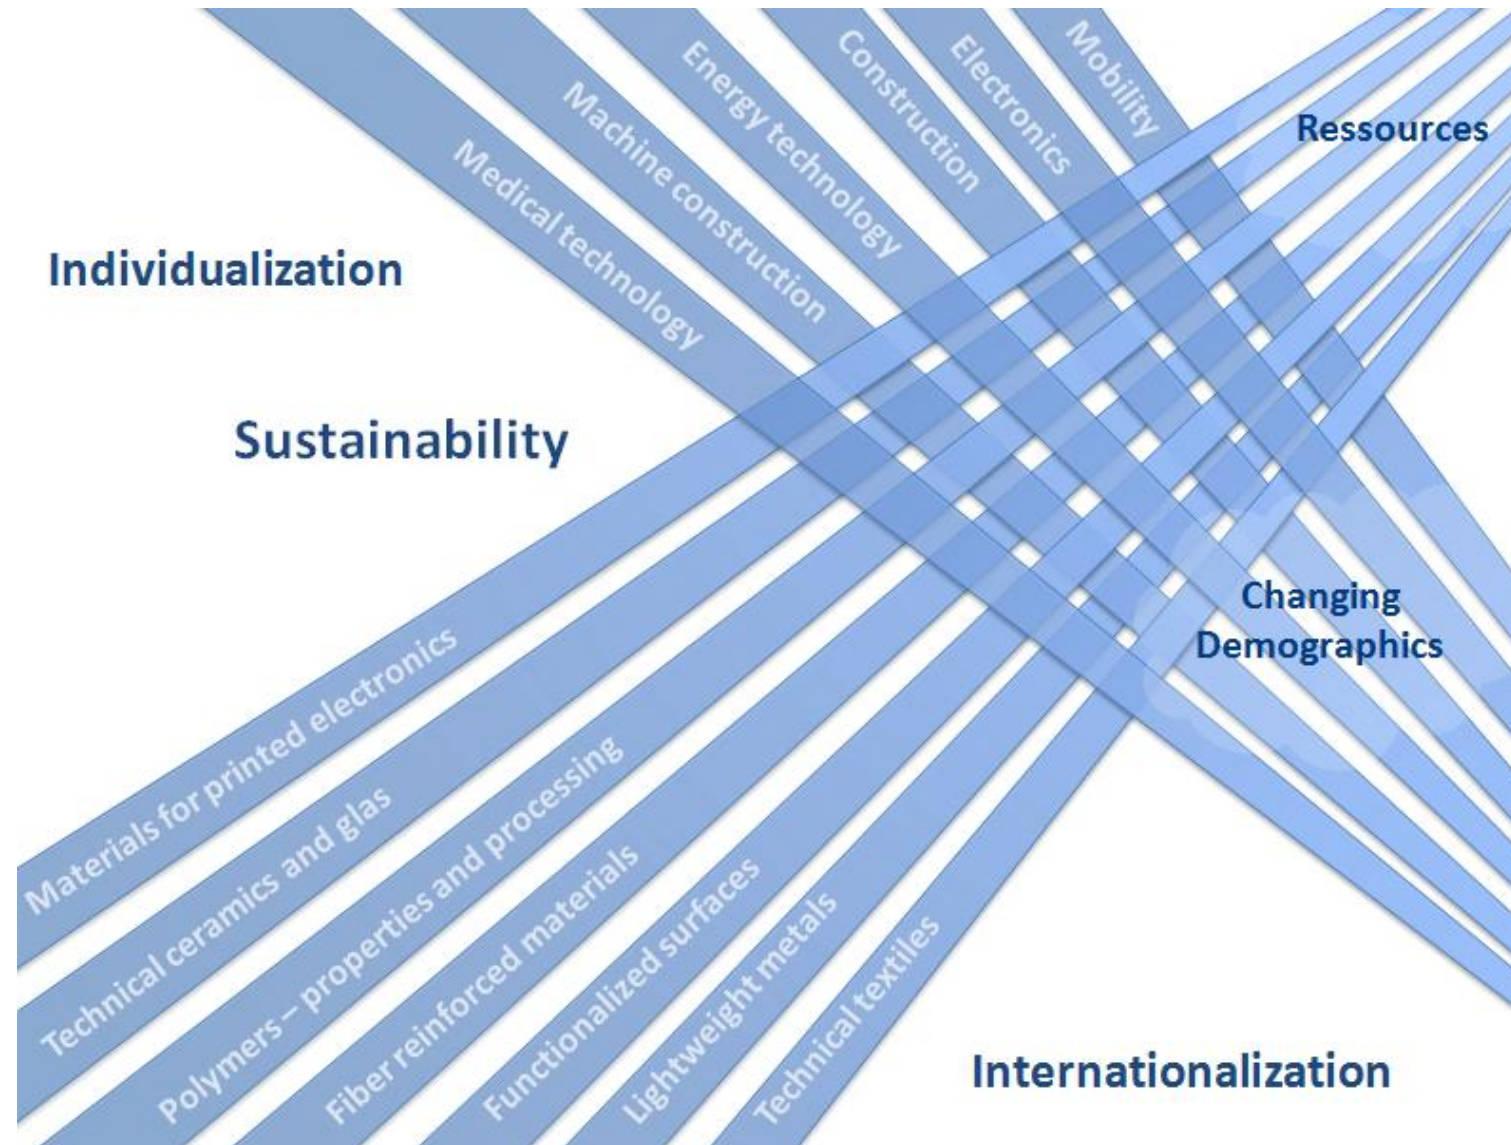 Mobility
Electronics
Construction
Energy technology
Machine construction
Medical technology
Ressources
Individualization
Sustainability
Changing
Demographics
Materials for printed electronics
Technical ceramics and glas
Polymers – properties and processing
Fiber reinforced materials
Functionalized surfaces
Lightweight metals
Technical textiles
Internationalization